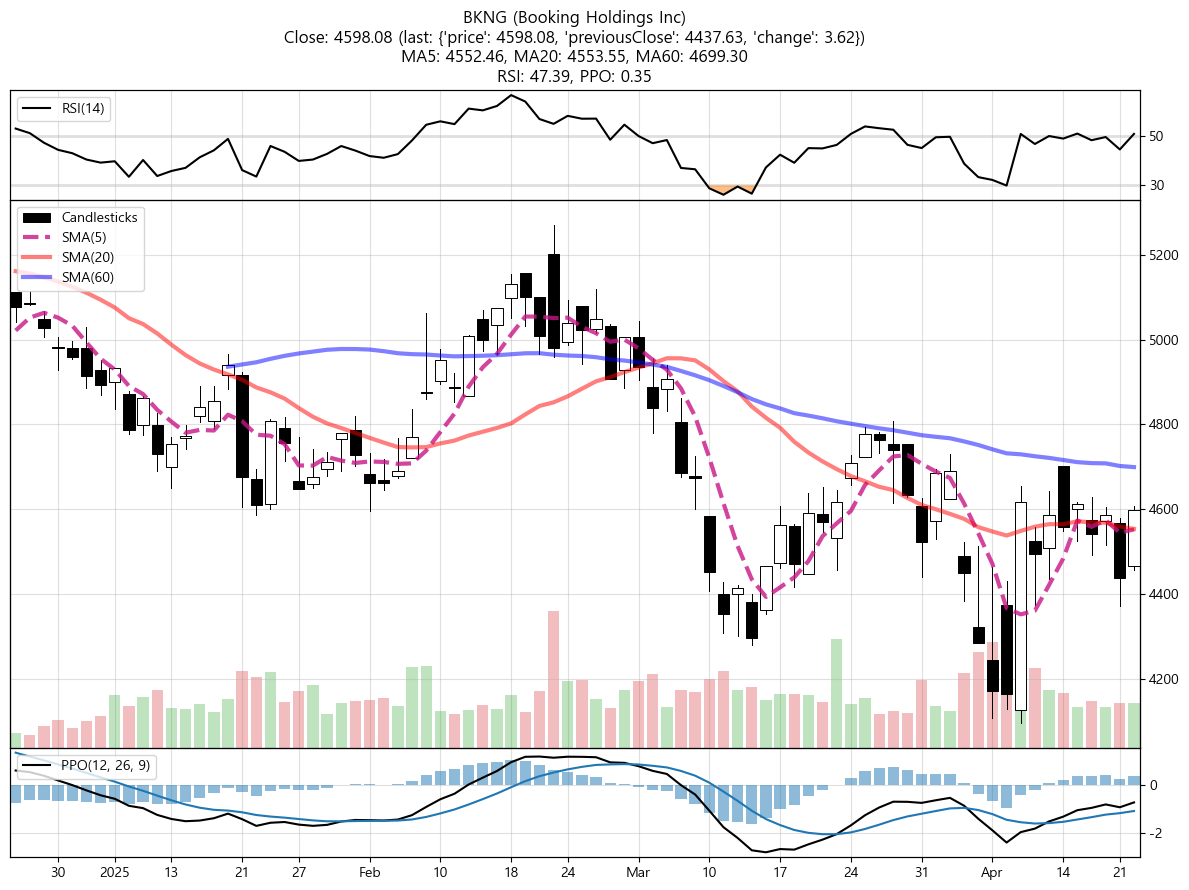 BKNG (Booking Holdings Inc)
Close: 4598.08 (last: {'price': 4598.08, 'previousClose': 4437.63, 'change': 3.62})
MA5: 4552.46, MA20: 4553.55, MA60: 4699.30
RSI: 47.39, PPO: 0.35
RSI(14)
50
30
Candlesticks
SMA(5)
SMA(20)
SMA(60)
5200
5000
4800
4600
4400
4200
PPO(12, 26, 9)
0
-2
30 2025 13 21 27 Feb 10 18 24 Mar 10 17 24 31 Apr 14 21